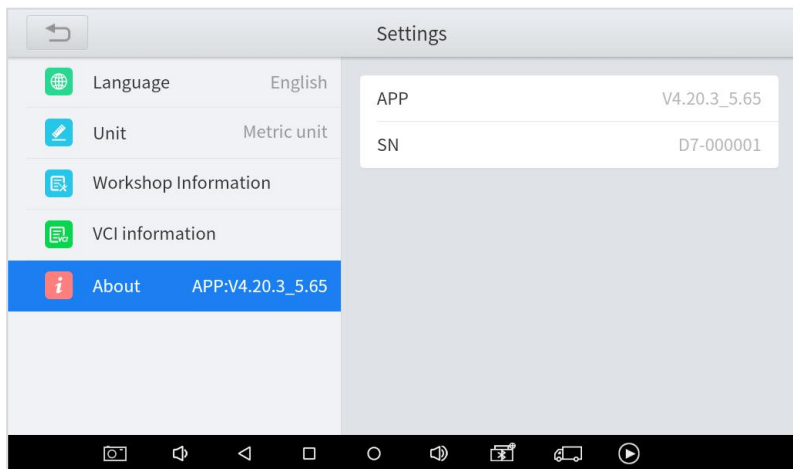 Settings
Language English
Unit Metric unit
Workshop Information
VCI information
About APP:V4.20.3_5.65
APP V4.20.3_5.65
SN D7-000001